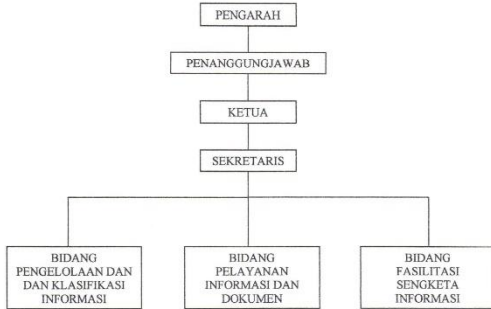 PENGARAH
PENANGGUNGJAWAB
KETUA
SEKRETARIS
BIDANG
PENGELOLAAN DAN
DAN KLASIFIKASI
INFORMASI
BIDANG
PELAYANAN
INFORMASI DAN
DOKUMEN
BIDANG
FASILITASI
SENGKETA
INFORMASI